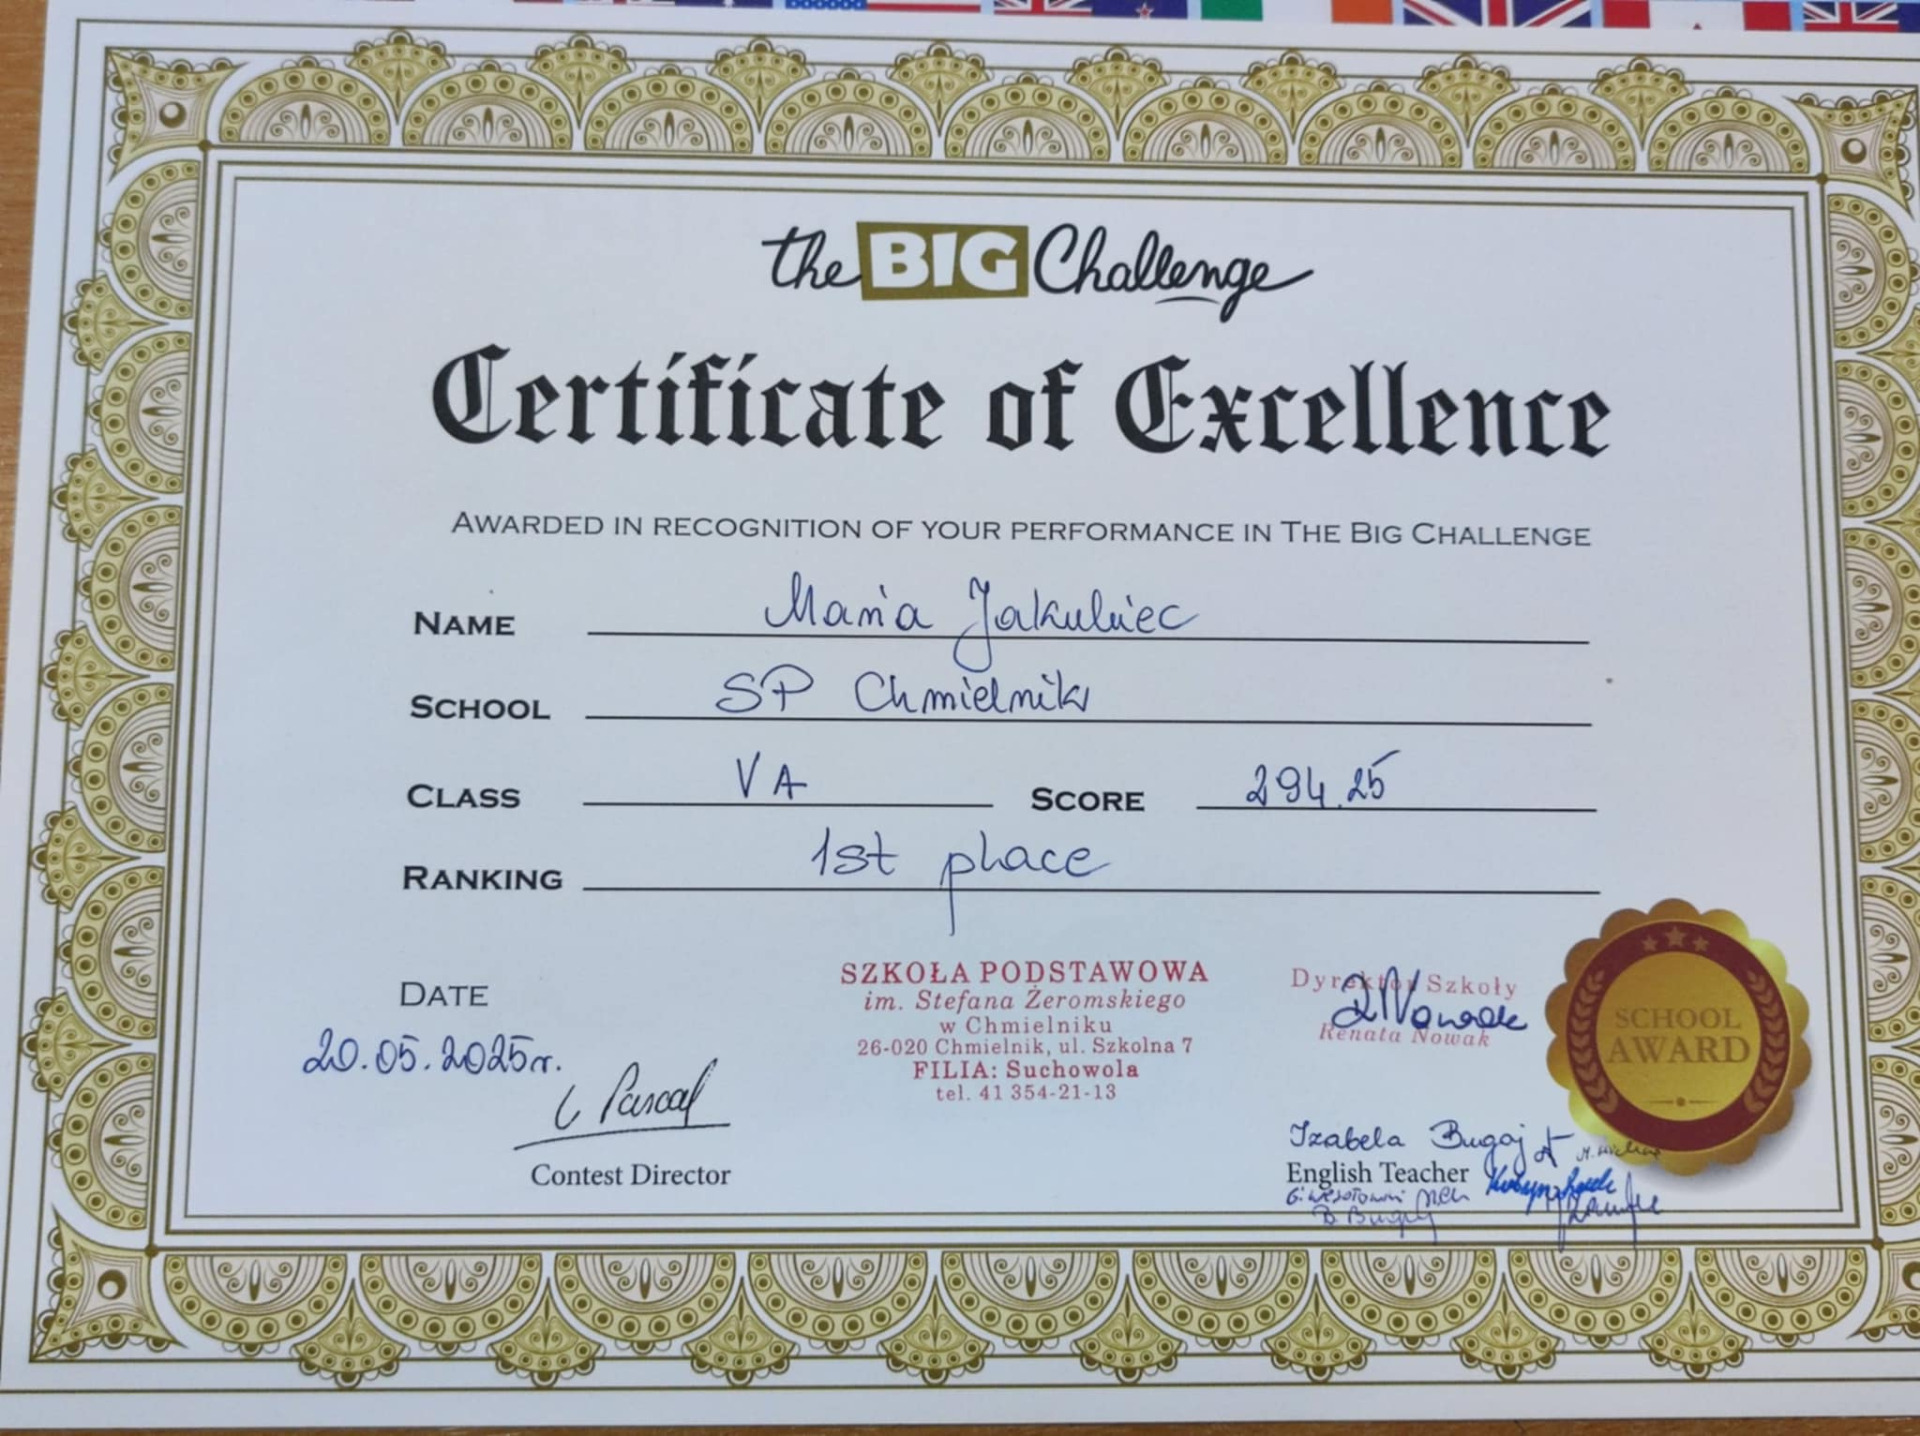 the BIG Challenge
Certificate of Excellence
AWARDED IN RECOGNITION OF YOUR PERFORMANCE IN THE BIG CHALLENGE
NAME Maria Jakubiec
SCHOOL SP Chmielnik
CLASS V A SCORE 294.25
RANKING 1st place
DATE
20.05.2025r.
Contest Director
SZKOŁA PODSTAWOWA
im. Stefana Żeromskiego
w Chmielniku
26-020 Chmielnik, ul. Szkolna 7
FILIA: Suchowola
tel. 41 354-21-13
Dyrektor Szkoły
RNowak
Renata Nowak
SCHOOL
AWARD
Izabela Bugaj
English Teacher